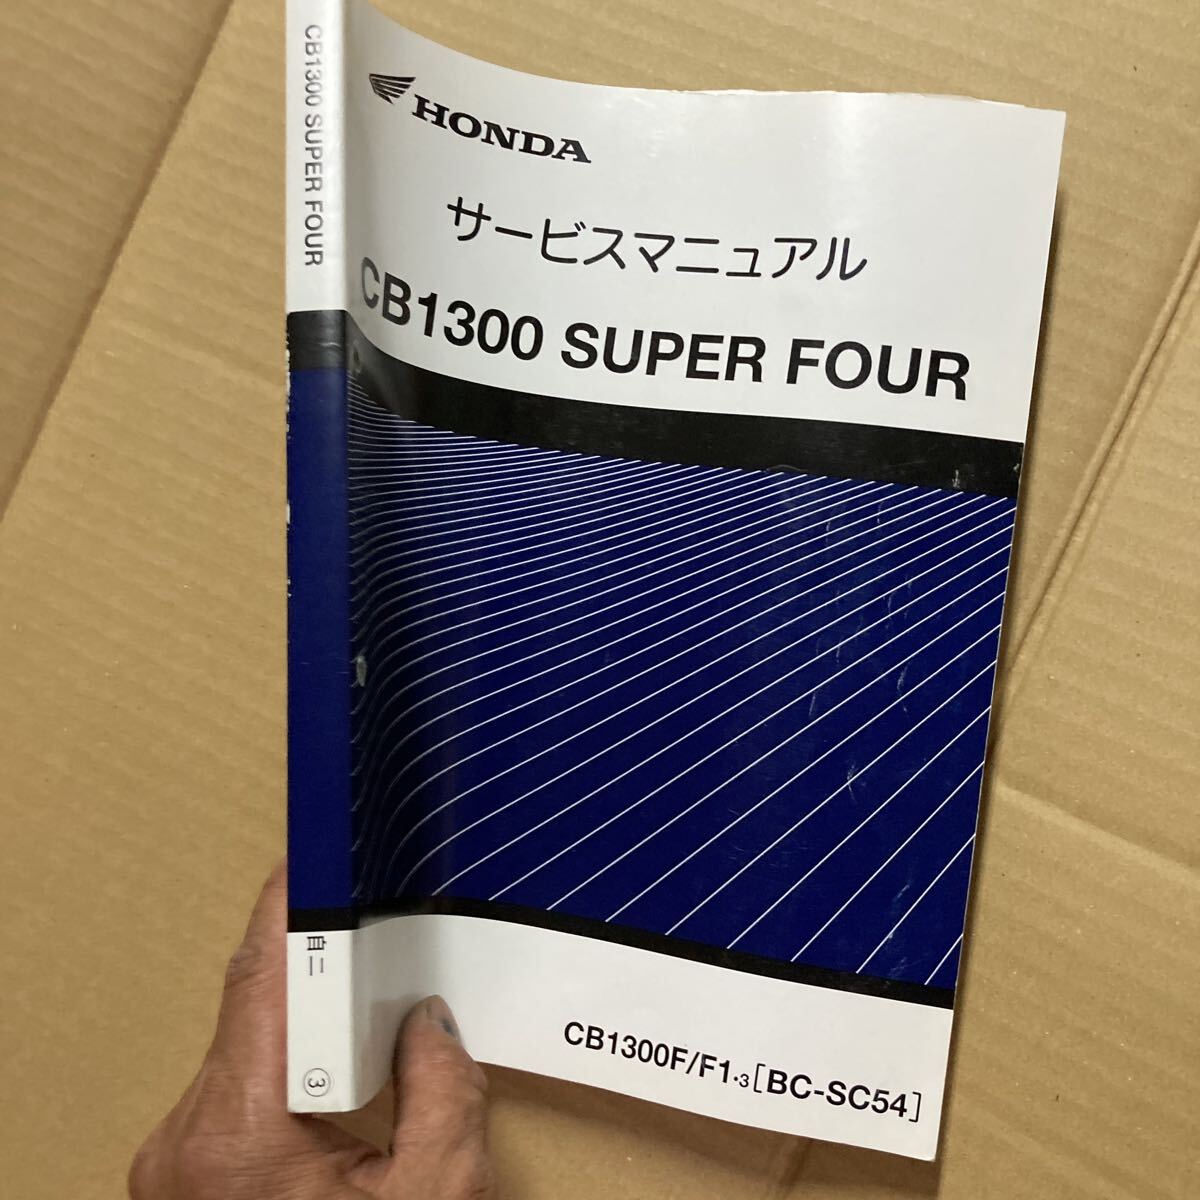 HONDA
サービスマニュアル
CB1300 SUPER FOUR
CB1300F/F1・3[BC-SC54]
CB1300 SUPER FOUR
自二
③